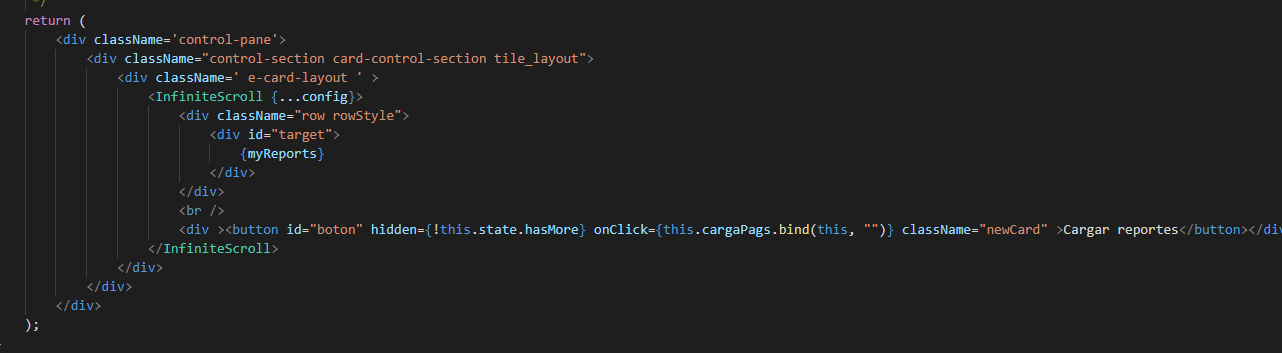 */
return (
<div className='control-pane'>
<div className="control-section card-control-section tile_layout">
<div className=' e-card-layout ' >
<InfiniteScroll {...config}>
<div className="row rowStyle">
<div id="target">
{myReports}
</div>
</div>
<br />
<div ><button id="boton" hidden={!this.state.hasMore} onClick={this.cargaPags.bind(this, "")} className="newCard" >Cargar reportes</button></div
</InfiniteScroll>
</div>
</div>
</div>
);